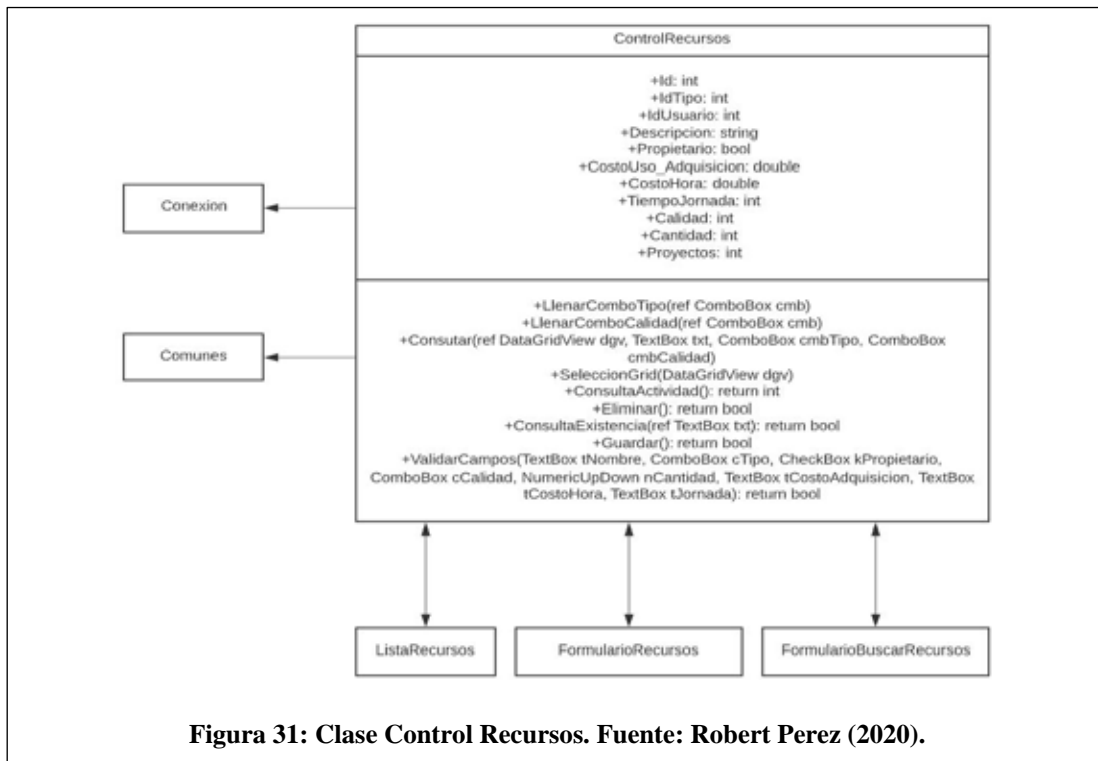 ControlRecursos
+Id: int
+IdTipo: int
+IdUsuario: int
+Descripcion: string
+Propietario: bool
+CostoUso_Adquisicion: double
+CostoHora: double
+TiempoJornada: int
+Calidad: int
+Cantidad: int
+Proyectos: int
Conexion
+LlenarComboTipo(ref ComboBox cmb)
+LlenarComboCalidad(ref ComboBox cmb)
+Consutar(ref DataGridView dgv, TextBox txt, ComboBox cmbTipo, ComboBox
cmbCalidad)
+SeleccionGrid(DataGridView dgv)
+ConsultaActividad(): return int
+Eliminar(): return bool
+ConsultaExistencia(ref TextBox txt): return bool
+Guardar(): return bool
+ValidarCampos(TextBox tNombre, ComboBox cTipo, CheckBox kPropietario,
ComboBox cCalidad, NumericUpDown nCantidad, TextBox tCostoAdquisicion, TextBox
tCostoHora, TextBox tJornada): return bool
Comunes
ListaRecursos
FormularioRecursos
FormularioBuscarRecursos
Figura 31: Clase Control Recursos. Fuente: Robert Perez (2020).